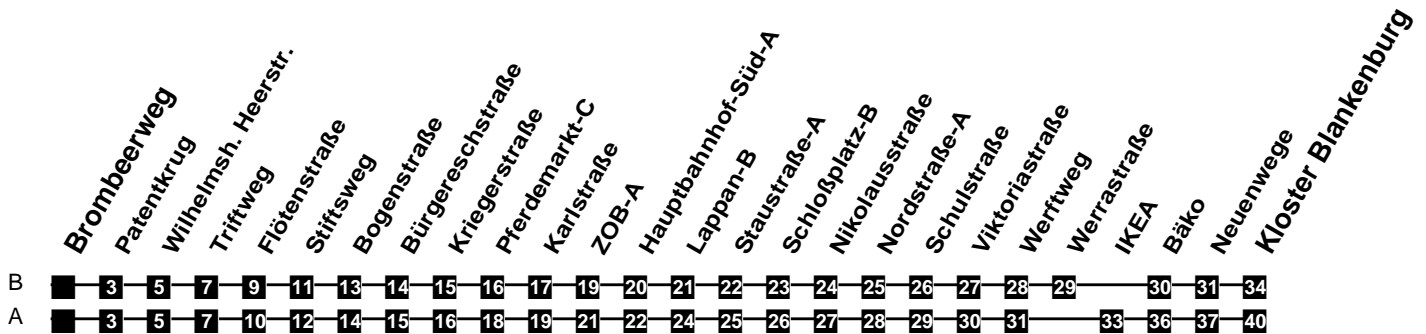 Brombeerweg
Patentkrug
Wilhelmsh. Heerstr.
Triftweg
Flötenstraße
Stiftsweg
Bogenstraße
Bürgereschstraße
Kriegerstraße
Pferdemarkt-C
Karlstraße
ZOB-A
Hauptbahnhof-Süd-A
Lappan-B
Staustraße-A
Schloßplatz-B
Nikolausstraße
Nordstraße-A
Schulstraße
Viktoriastraße
Werftweg
Werrastraße
IKEA
Bäko
Neuenwege
Kloster Blankenburg
B 3 5 7 9 11 13 14 15 16 17 19 20 21 22 23 24 25 26 27 28 29 30 31 34
A 3 5 7 10 12 14 15 16 18 19 21 22 24 25 26 27 28 29 30 31 33 36 37 40